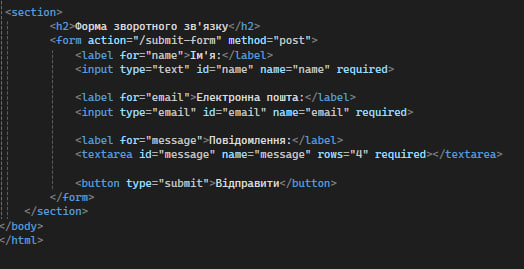 <section>
<h2>Форма зворотного зв'язку</h2>
<form action="/submit-form" method="post">
<label for="name">Ім'я:</label>
<input type="text" id="name" name="name" required>
<label for="email">Електронна пошта:</label>
<input type="email" id="email" name="email" required>
<label for="message">Повідомлення:</label>
<textarea id="message" name="message" rows="4" required></textarea>
<button type="submit">Відправити</button>
</form>
</section>
</body>
</html>